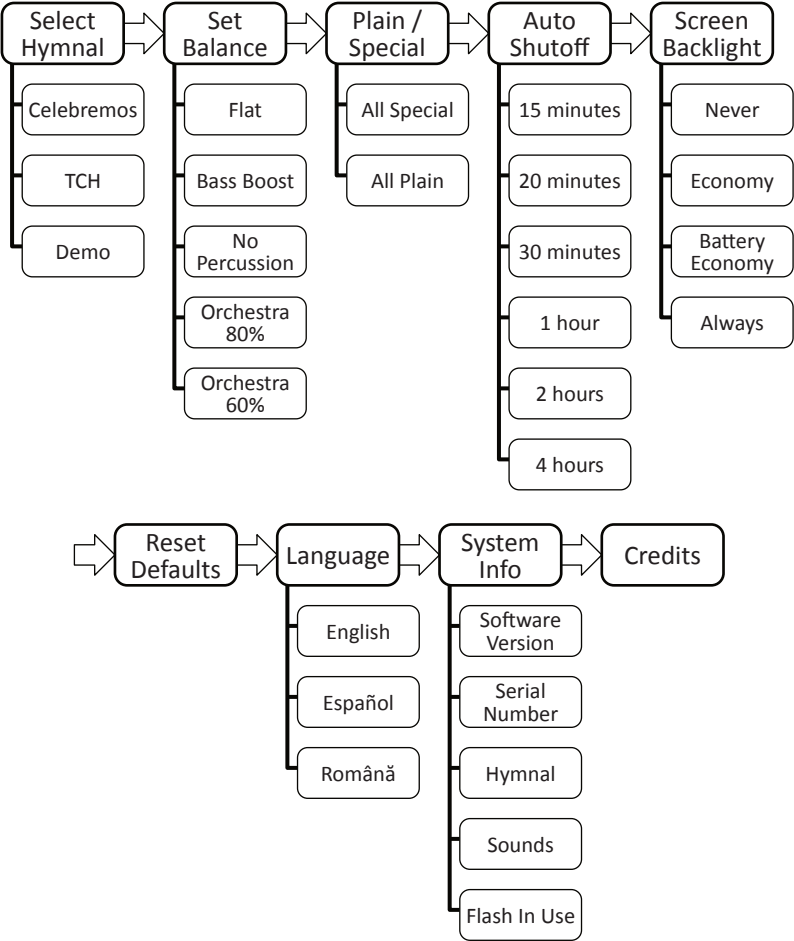 Select
Hymnal
Set
Balance
Plain /
Special
Auto
Shutoff
Screen
Backlight
Celebremos
TCH
Demo
Flat
Bass Boost
No
Percussion
Orchestra
80%
Orchestra
60%
All Special
All Plain
15 minutes
20 minutes
30 minutes
1 hour
2 hours
4 hours
Never
Economy
Battery
Economy
Always
Reset
Defaults
Language
System
Info
Credits
English
Español
Română
Software
Version
Serial
Number
Hymnal
Sounds
Flash In Use